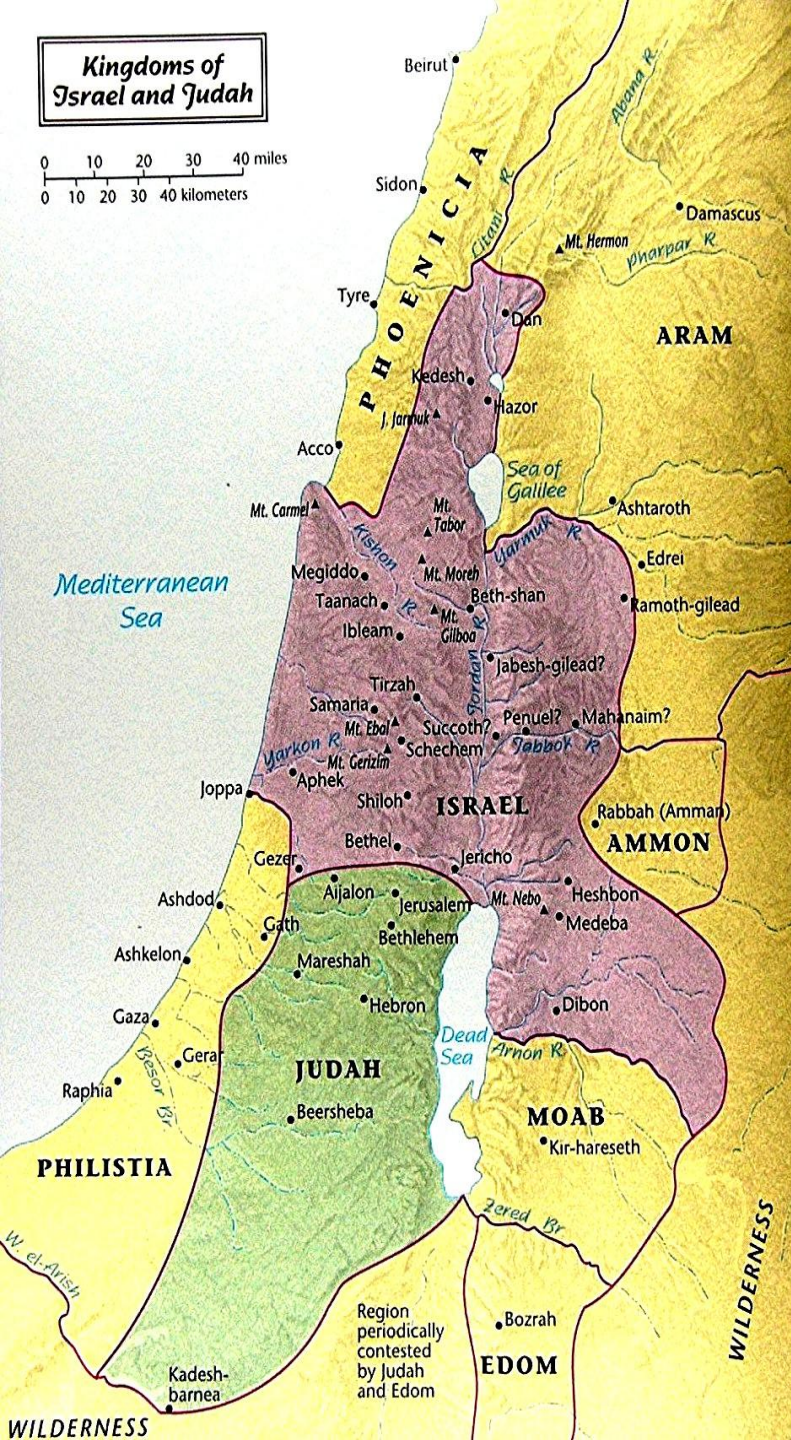 Kingdoms of
Israel and Judah
0 10 20 30 40 miles
0 10 20 30 40 kilometers
Beirut
Abana R
Sidon
PHOENICIA
Litani R
Damascus
Mt. Hermon
Pharpar R
Tyre
Dan
ARAM
Kedesh
Hazor
J. Jarmuk
Acco
Sea of
Galilee
Mt. Carmel
Mt.
Tabor
Ashtaroth
Kishon R
Yarmuk R
Mt. Moreh
Edrei
Megiddo
Mediterranean
Sea
Taanach
Beth-shan
Ramoth-gilead
Mt.
Gilboa
Ibleam
Jordan R
Jabesh-gilead?
Tirzah
Samaria
Mt. Ebal
Succoth?
Penuel?
Mahanaim?
Yarkon R
Schechem
Jabbok R
Mt. Gerizim
Aphek
Joppa
Shiloh
ISRAEL
Rabbah (Amman)
AMMON
Bethel
Gezer
Jericho
Aijalon
Jerusalem
Mt. Nebo
Heshbon
Ashdod
Medeba
Gath
Bethlehem
Ashkelon
Mareshah
Hebron
Dibon
Gaza
Dead
Sea
Arnon R
Gerar
Besor Br
JUDAH
Raphia
Beersheba
MOAB
Kir-hareseth
PHILISTIA
Zered Br
W. el-Arish
WILDERNESS
Region
periodically
contested
by Judah
and Edom
Bozrah
EDOM
Kadesh-
barnea
WILDERNESS